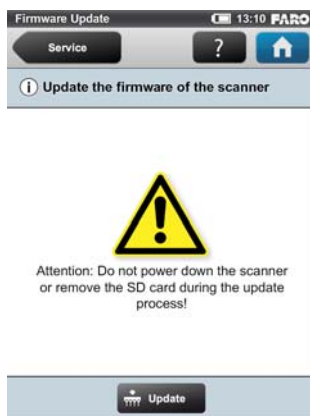 Firmware Update 13:10 FARO
Service ?
i Update the firmware of the scanner
!
Attention: Do not power down the scanner
or remove the SD card during the update
process!
Update